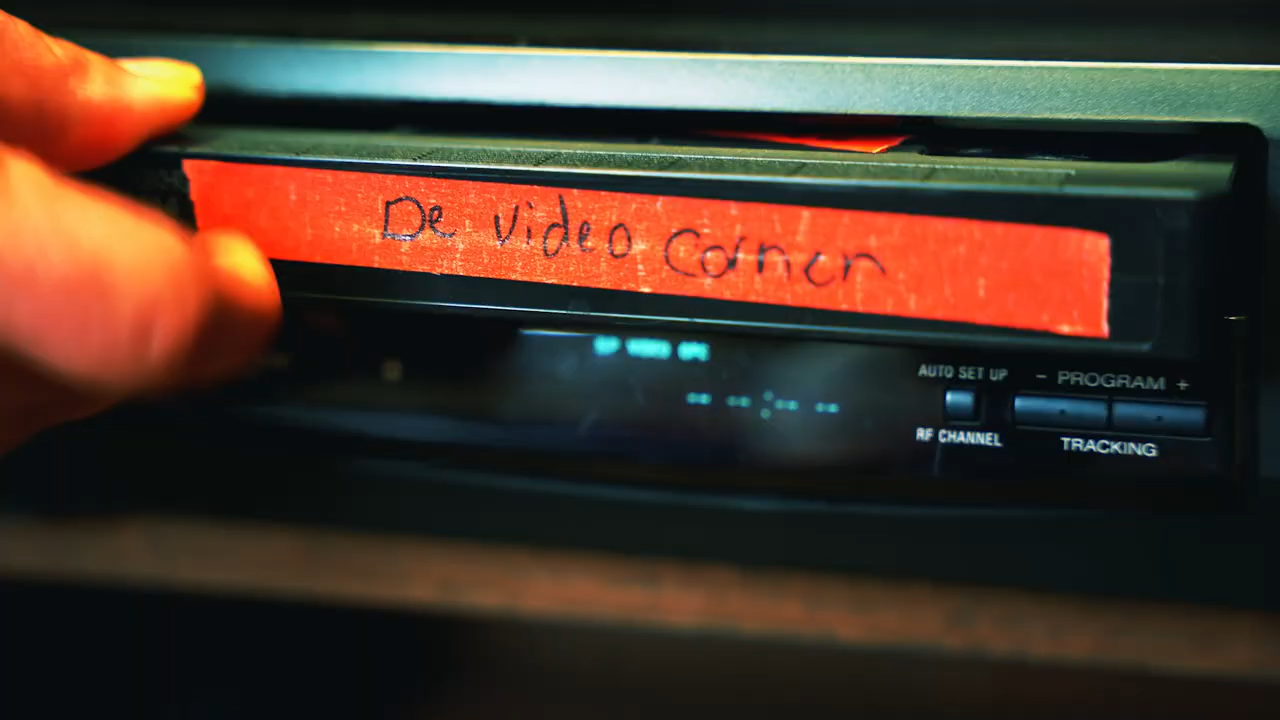 De Video Corner
AUTO SET UP
- PROGRAM +
RF CHANNEL
TRACKING